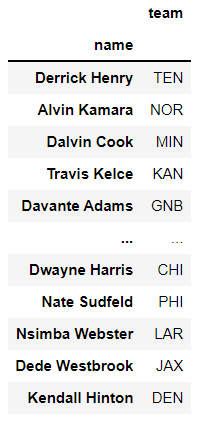 team
name
Derrick Henry TEN
Alvin Kamara NOR
Dalvin Cook MIN
Travis Kelce KAN
Davante Adams GNB
... ...
Dwayne Harris CHI
Nate Sudfeld PHI
Nsimba Webster LAR
Dede Westbrook JAX
Kendall Hinton DEN